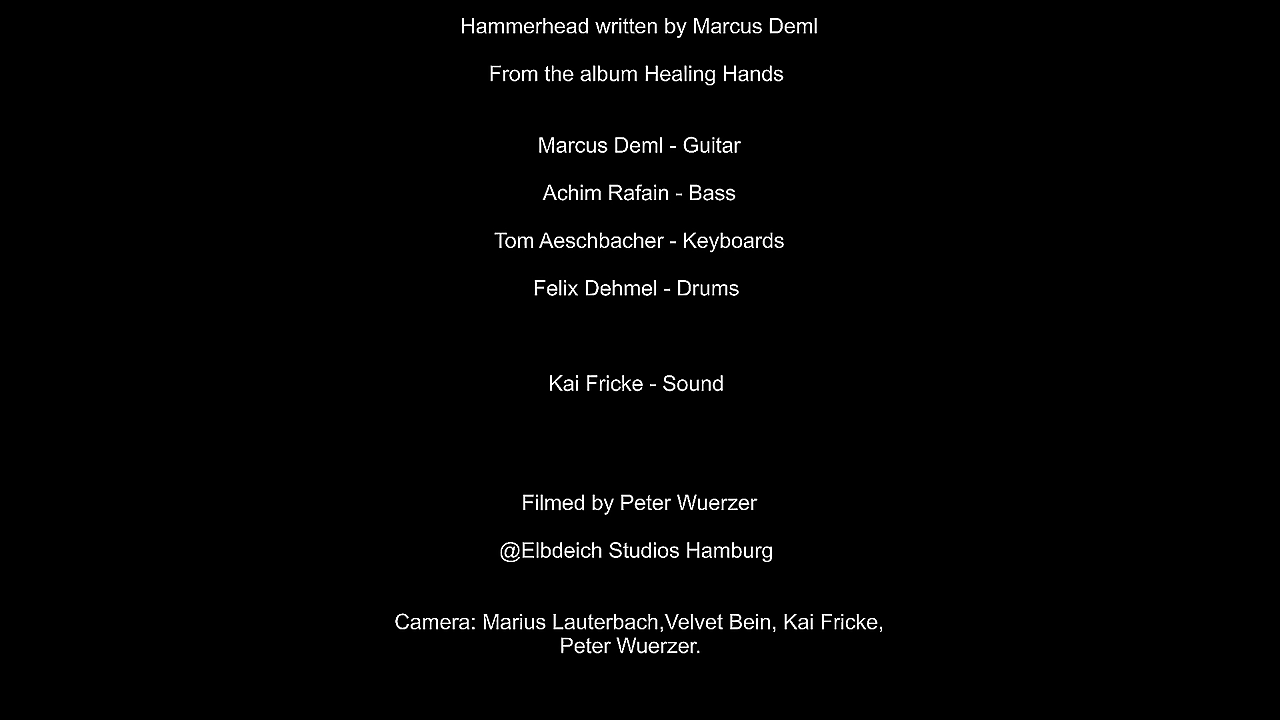 Hammerhead written by Marcus Deml
From the album Healing Hands
Marcus Deml - Guitar
Achim Rafain - Bass
Tom Aeschbacher - Keyboards
Felix Dehmel - Drums
Kai Fricke - Sound
Filmed by Peter Wuerzer
@Elbdeich Studios Hamburg
Camera: Marius Lauterbach,Velvet Bein, Kai Fricke,
Peter Wuerzer.